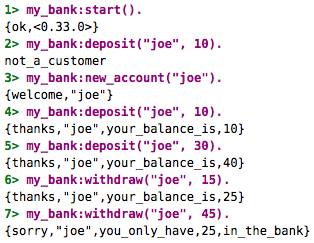 1> my_bank:start().
{ok,<0.33.0>}
2> my_bank:deposit("joe", 10).
not_a_customer
3> my_bank:new_account("joe").
{welcome,"joe"}
4> my_bank:deposit("joe", 10).
{thanks,"joe",your_balance_is,10}
5> my_bank:deposit("joe", 30).
{thanks,"joe",your_balance_is,40}
6> my_bank:withdraw("joe", 15).
{thanks,"joe",your_balance_is,25}
7> my_bank:withdraw("joe", 45).
{sorry,"joe",you_only_have,25,in_the_bank}